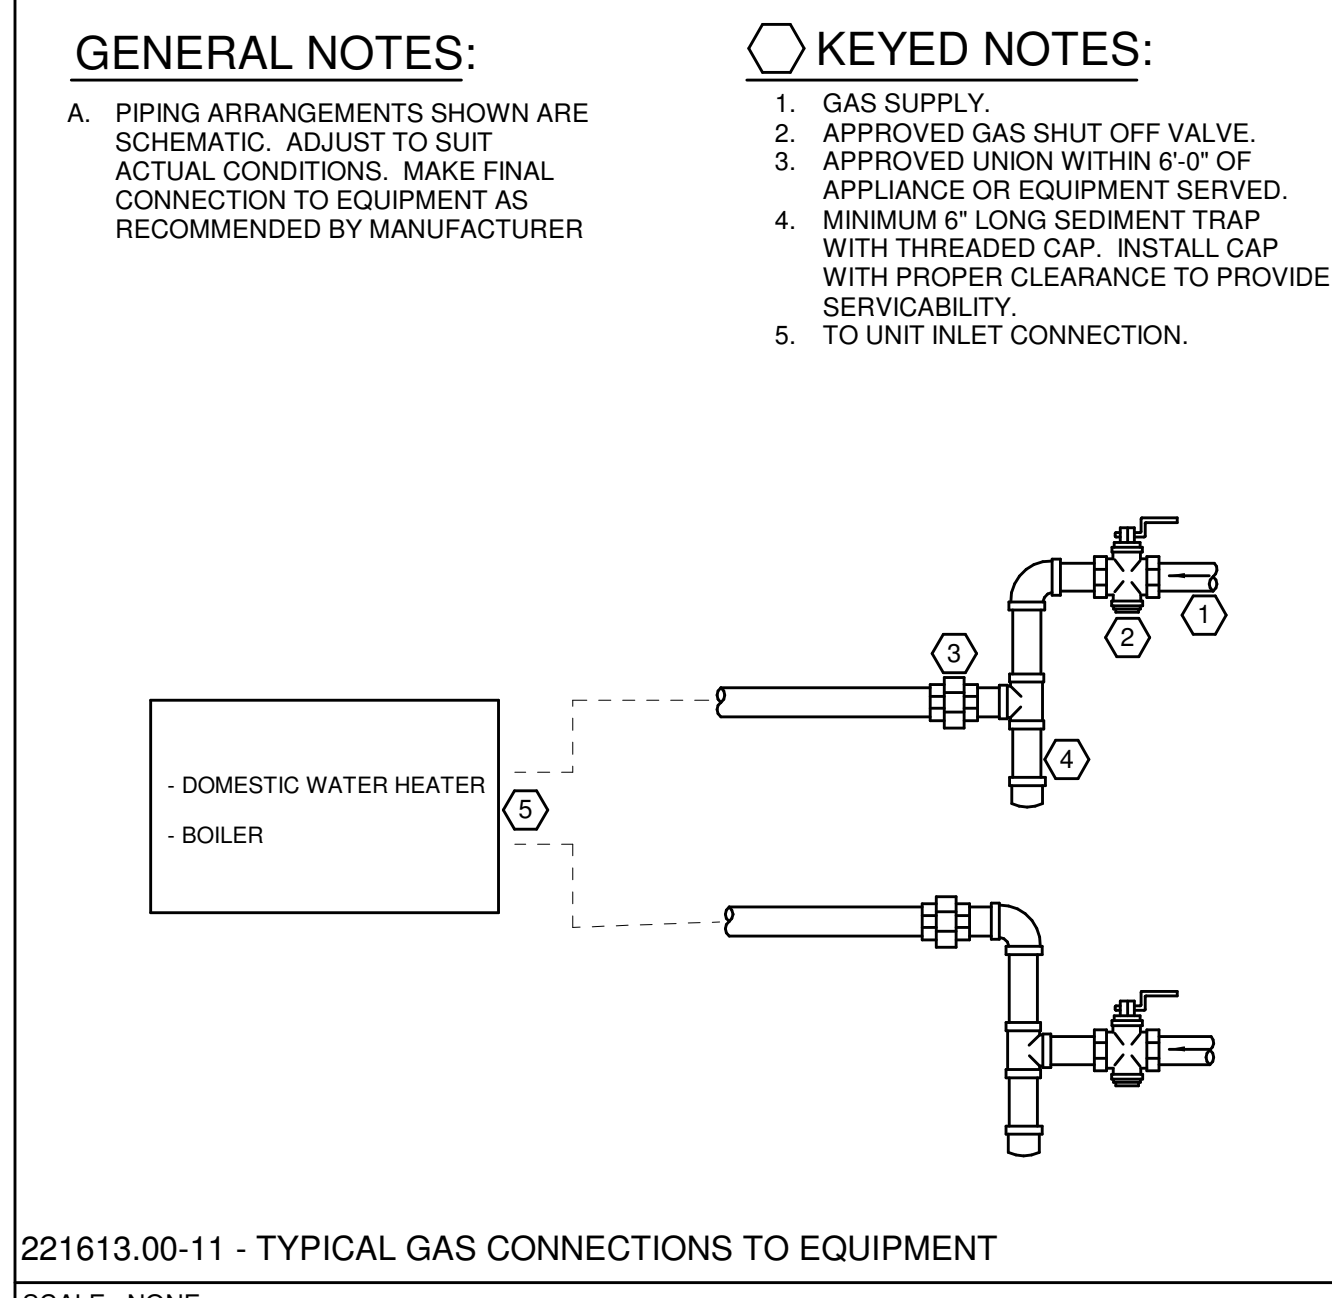 GENERAL NOTES:
A. PIPING ARRANGEMENTS SHOWN ARE
SCHEMATIC. ADJUST TO SUIT
ACTUAL CONDITIONS. MAKE FINAL
CONNECTION TO EQUIPMENT AS
RECOMMENDED BY MANUFACTURER
KEYED NOTES:
1. GAS SUPPLY.
2. APPROVED GAS SHUT OFF VALVE.
3. APPROVED UNION WITHIN 6'-0" OF
APPLIANCE OR EQUIPMENT SERVED.
4. MINIMUM 6" LONG SEDIMENT TRAP
WITH THREADED CAP. INSTALL CAP
WITH PROPER CLEARANCE TO PROVIDE
SERVICABILITY.
5. TO UNIT INLET CONNECTION.
1
2
3
4
- DOMESTIC WATER HEATER
5
- BOILER
221613.00-11 - TYPICAL GAS CONNECTIONS TO EQUIPMENT
SCALE: NONE